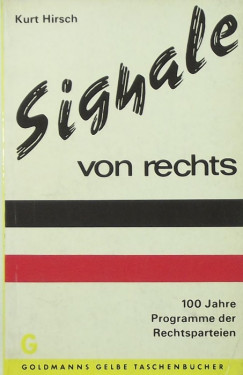 Kurt Hirsch
Signale
von rechts
100 Jahre
Programme der
Rechtsparteien
G
GOLDMANNS GELBE TASCHENBÜCHER